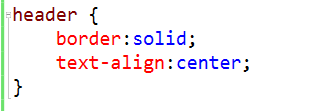 header {
    border:solid;
    text-align:center;
}